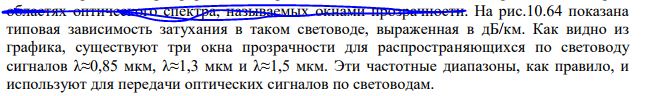 областях оптического спектра, называемых окнами прозрачности. На рис.10.64 показана
типовая зависимость затухания в таком световоде, выраженная в дБ/км. Как видно из
графика, существуют три окна прозрачности для распространяющихся по световоду
сигналов λ≈0,85 мкм, λ≈1,3 мкм и λ≈1,5 мкм. Эти частотные диапазоны, как правило, и
используют для передачи оптических сигналов по световодам.